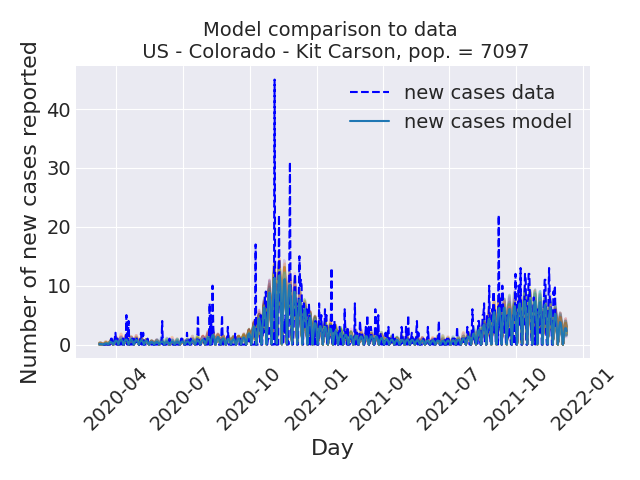 Model comparison to data
US - Colorado - Kit Carson, pop. = 7097
Number of new cases reported
new cases data
new cases model
40
30
20
10
0
2020-04
2020-07
2020-10
2021-01
2021-04
2021-07
2021-10
2022-01
Day